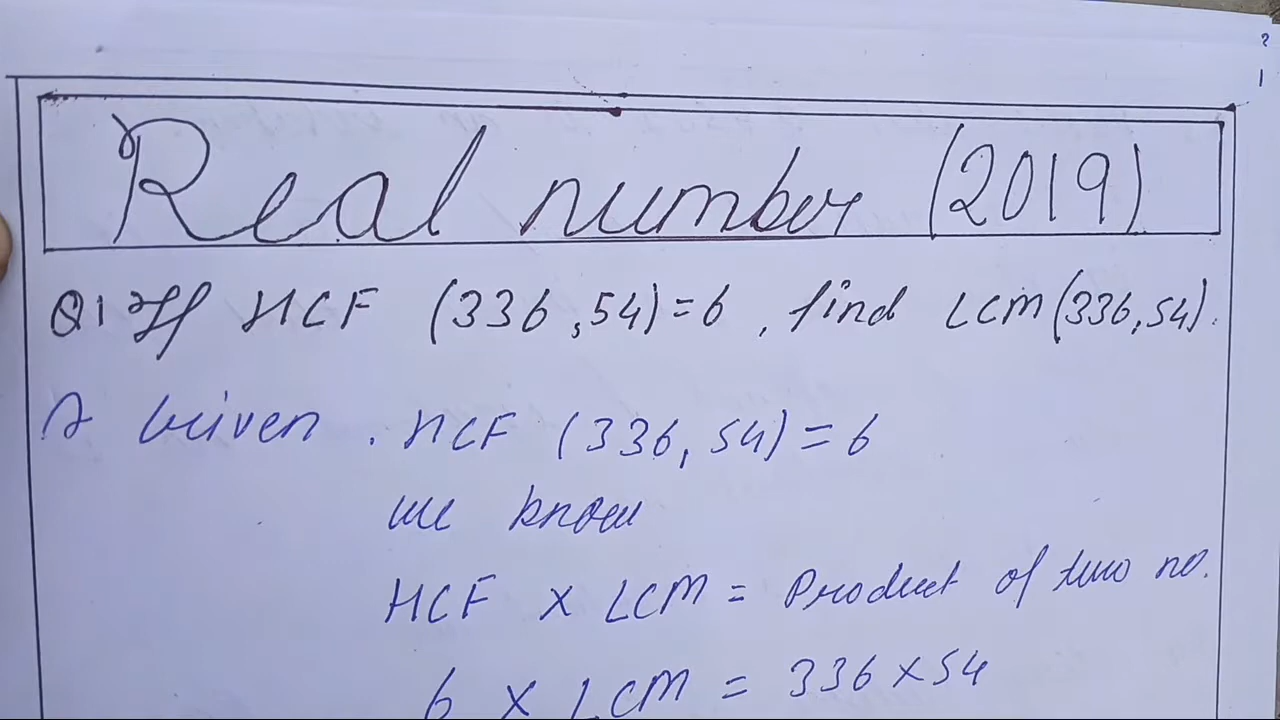 Real number (2019)
Q1 If HCF (336,54)=6, find LCM(336,54).
Given. HCF (336,54)=6
we know
HCF × LCM = Product of two no.
6 × LCM = 336×54